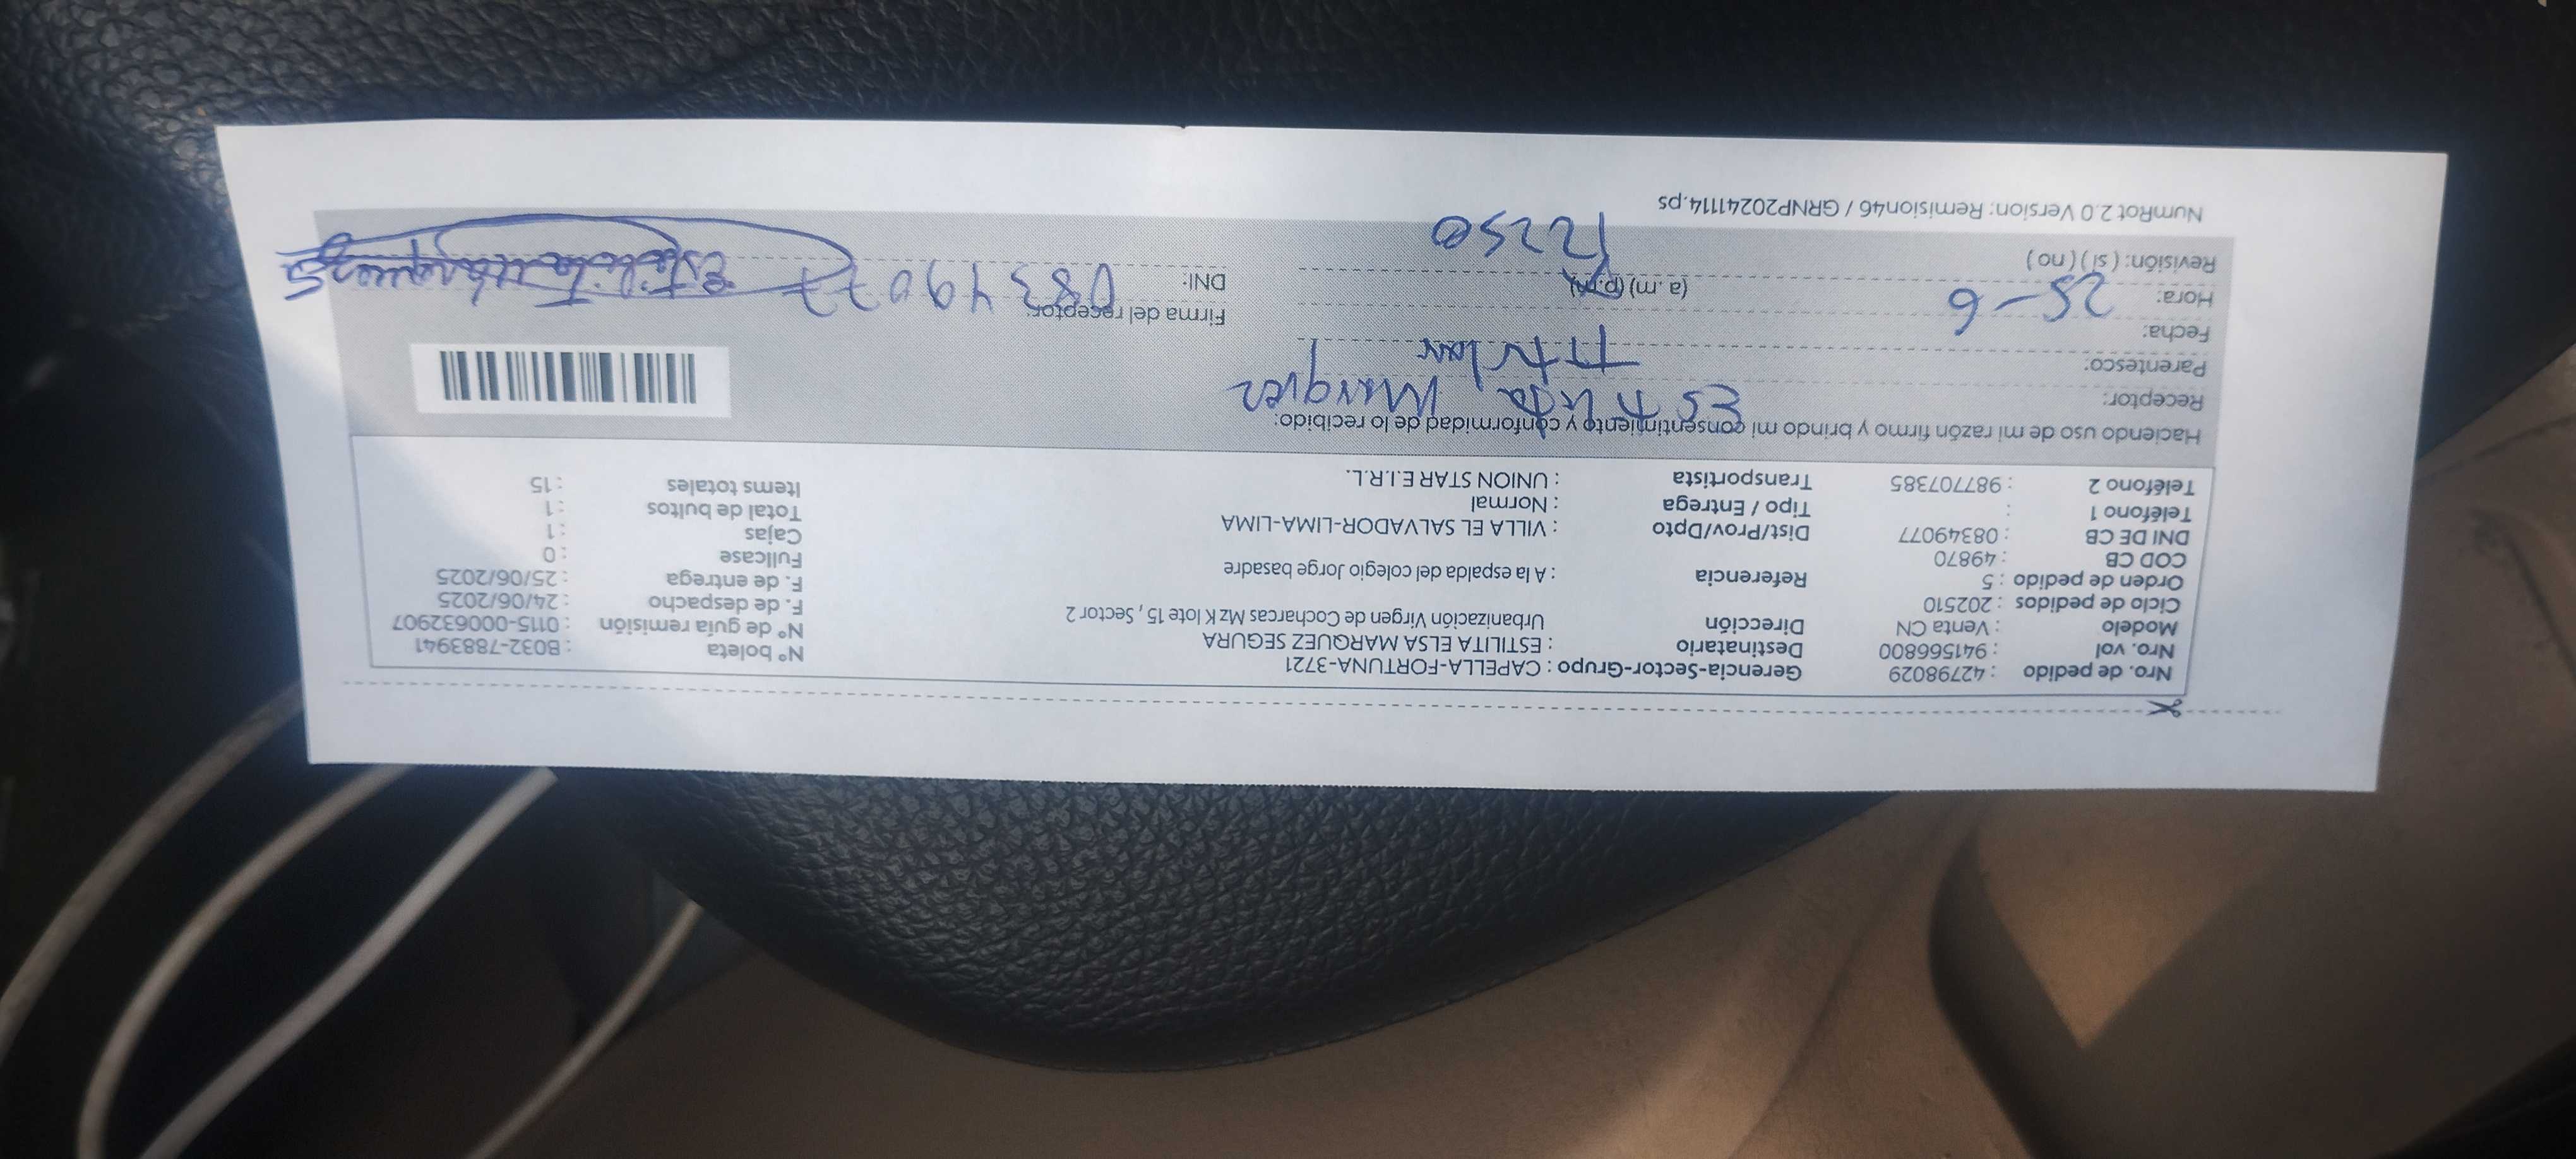 Nro. de pedido : 42798029 Gerencia-Sector-Grupo : CAPELLA-FORTUNA-3721 N° boleta : B032-7883941
Nro. vol : 941566800 Destinatario : ESTILITA ELSA MARQUEZ SEGURA N° de guía remisión : 0115-000632907
Modelo : Venta CN Dirección Urbanización Virgen de Cocharcas Mz K lote 15 , Sector 2 F. de despacho : 24/06/2025
Ciclo de pedidos : 202510 F. de entrega : 25/06/2025
Orden de pedido : 5 Referencia : A la espalda del colegio Jorge basadre Fullcase : 0
COD CB : 49870 Cajas : 1
DNI DE CB : 08349077 Dist/Prov/Dpto : VILLA EL SALVADOR-LIMA-LIMA Total de bultos : 1
Teléfono 1 : Tipo / Entrega : Normal Items totales : 15
Teléfono 2 : 987707385 Transportista : UNION STAR E.I.R.L.
Haciendo uso de mi razón firmo y brindo mi consentimiento y conformidad de lo recibido:
Receptor: Marquez
Parentesco: Titular
Fecha: 25-6 Firma del receptor:
Hora: (a. m) (p.m) DNI: 08349077
Revisión: ( si ) ( no )
NumRot 2.0 Version: Remision46 / GRNP20241114.ps